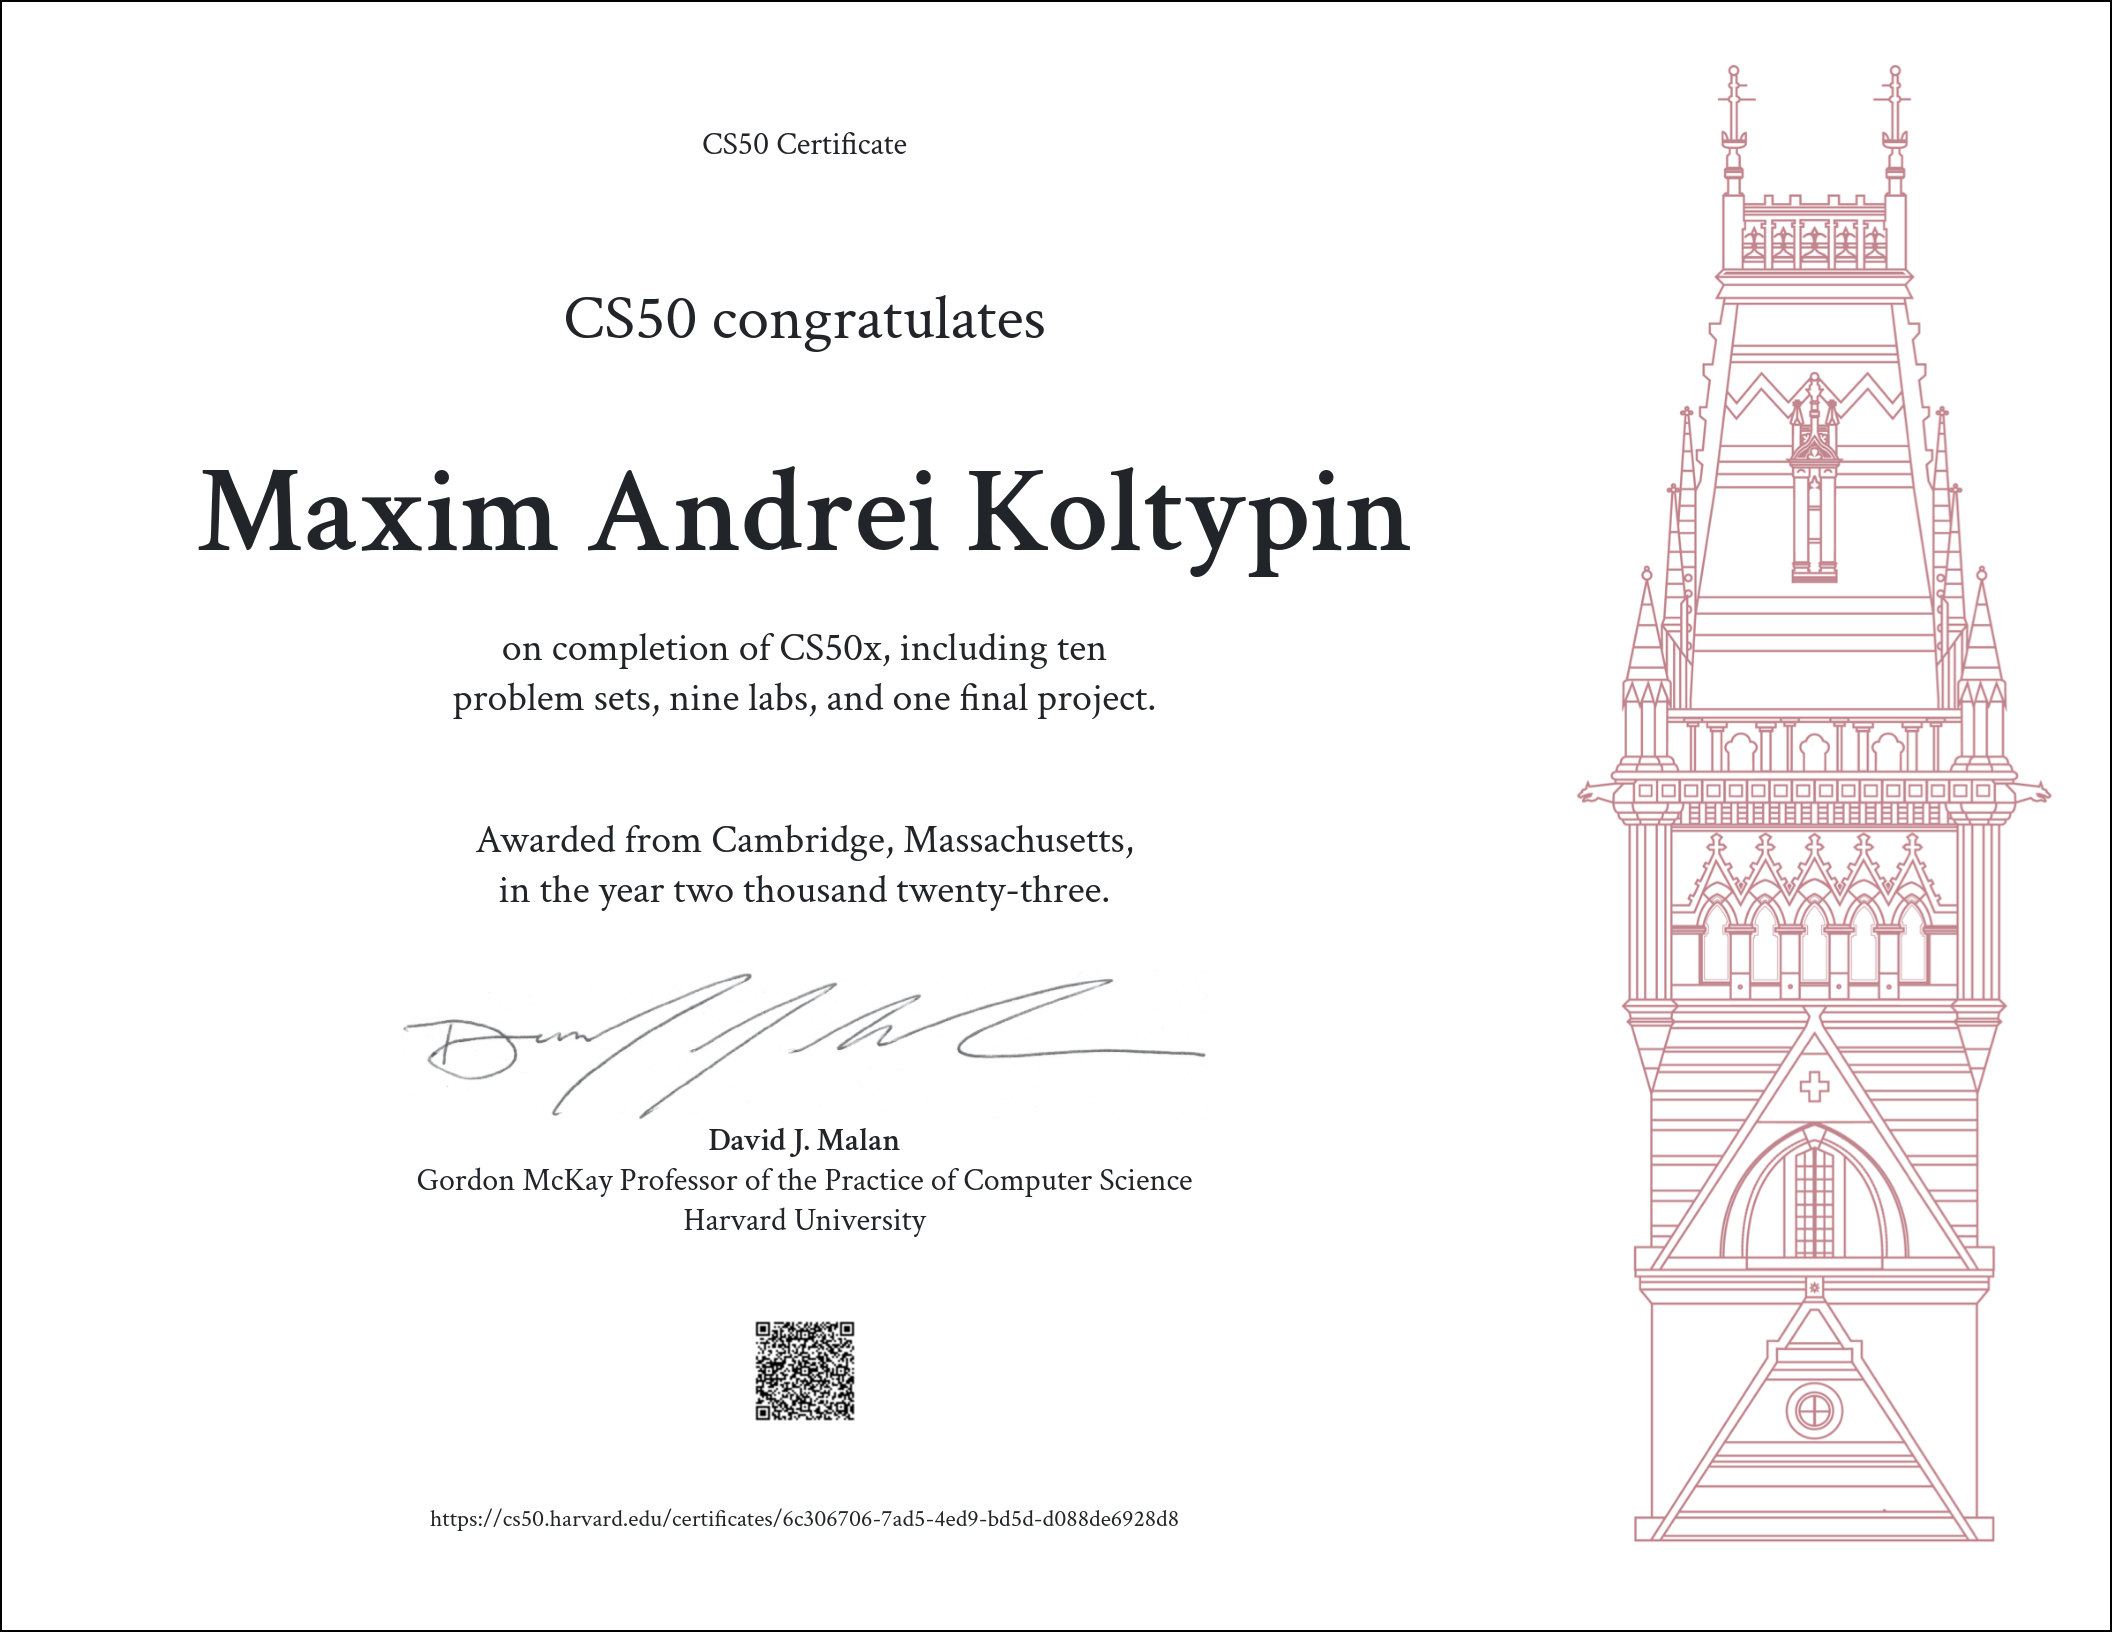 CS50 Certificate
CS50 congratulates
Maxim Andrei Koltypin
on completion of CS50x, including ten
problem sets, nine labs, and one final project.
Awarded from Cambridge, Massachusetts,
in the year two thousand twenty-three.
David J. Malan
Gordon McKay Professor of the Practice of Computer Science
Harvard University
https://cs50.harvard.edu/certificates/6c306706-7ad5-4ed9-bd5d-d088de6928d8